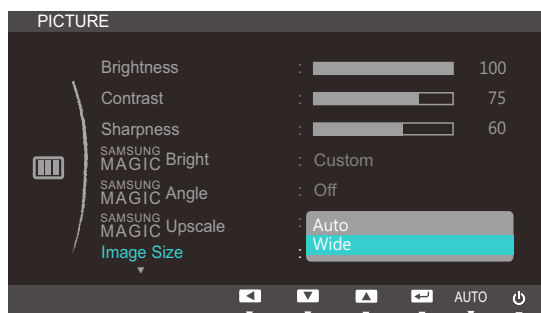 PICTURE
Brightness : 100
Contrast : 75
Sharpness : 60
SAMSUNG MAGIC Bright : Custom
SAMSUNG MAGIC Angle : Off
SAMSUNG MAGIC Upscale : Auto
Image Size : Wide
AUTO